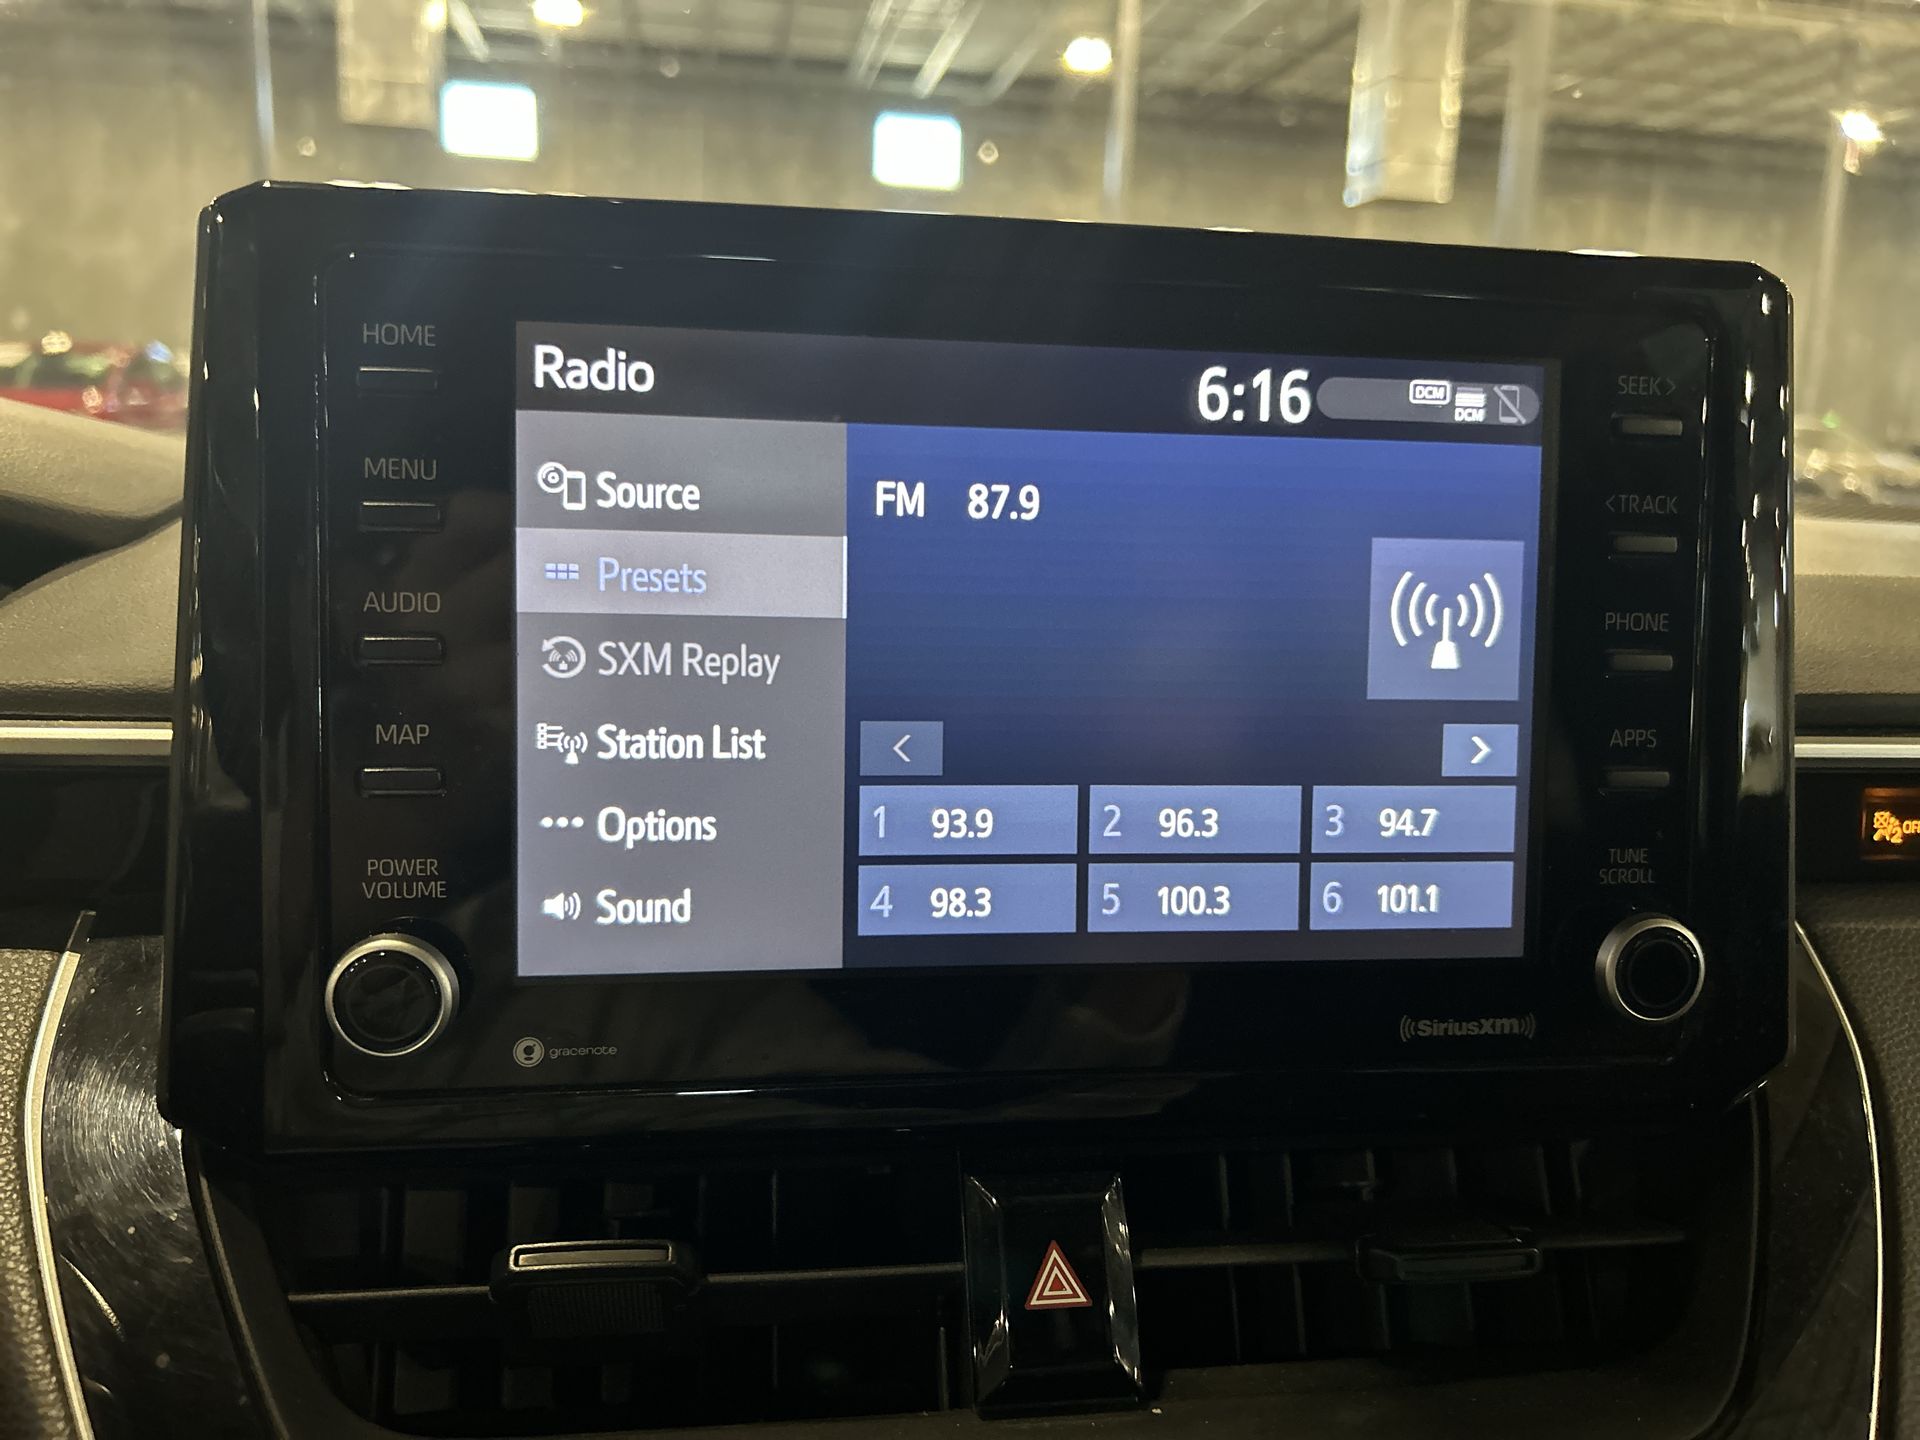 HOME
MENU
AUDIO
MAP
POWER
VOLUME
Radio
6:16
DCM
DCM
Source
Presets
SXM Replay
Station List
Options
Sound
FM 87.9
1 93.9
2 96.3
3 94.7
4 98.3
5 100.3
6 101.1
SEEK >
< TRACK
PHONE
APPS
TUNE
SCROLL
gracenote
SiriusXM